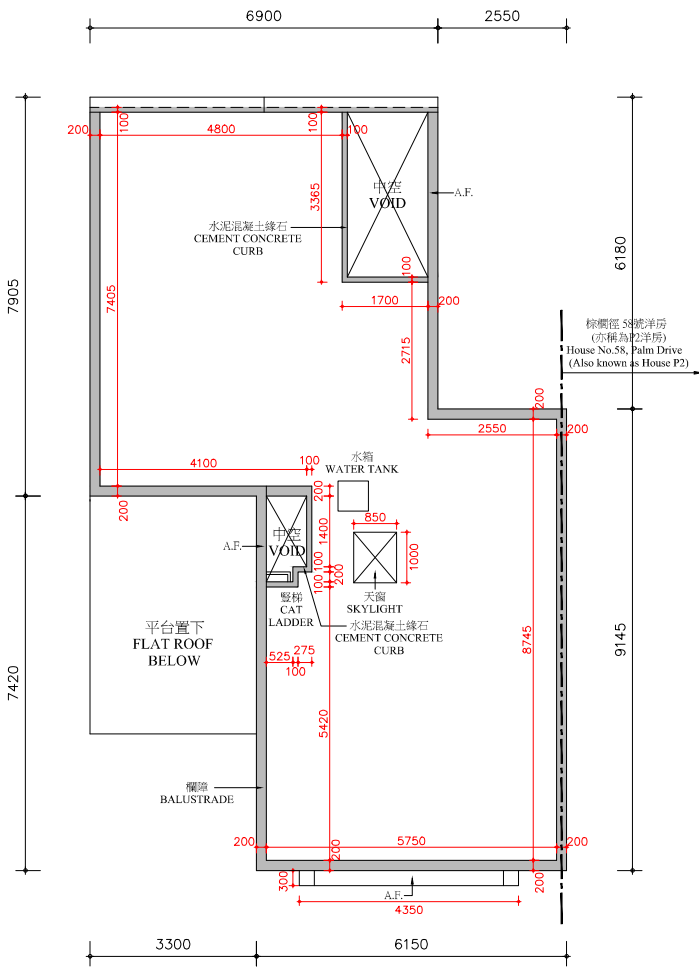 6900
2550
200
100
4800
100
100
7905
7405
3365
中空
VOID
A.F.
水泥混凝土緣石
CEMENT CONCRETE
CURB
100
1700
200
2715
6180
棕櫚徑 58號洋房
(亦稱為P2洋房)
House No.58, Palm Drive
(Also known as House P2)
200
2550
200
4100
100
200
200
水箱
WATER TANK
850
1000
A.F.
中空
VOID
1400
100
200
100
豎梯
CAT
LADDER
天窗
SKYLIGHT
水泥混凝土緣石
CEMENT CONCRETE
CURB
平台置下
FLAT ROOF
BELOW
525
275
100
8745
9145
7420
5420
欄障
BALUSTRADE
200
5750
200
200
200
300
A.F.
4350
3300
6150